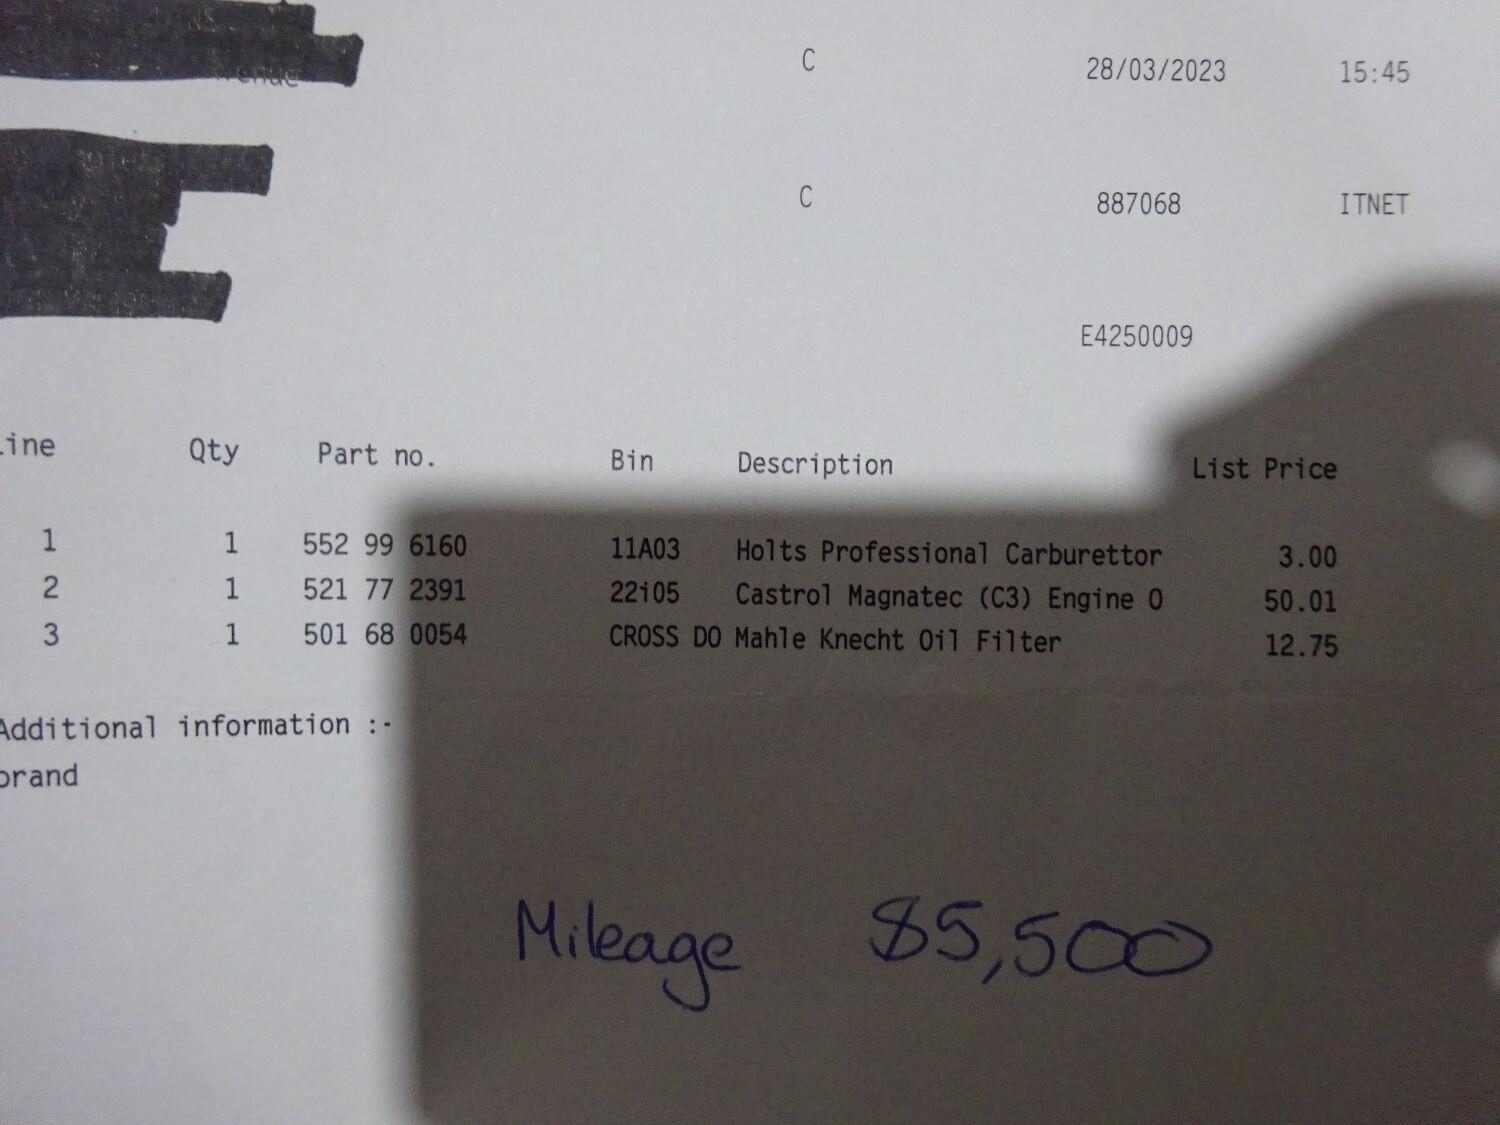 C 28/03/2023 15:45
C 887068 ITNET
E4250009
ine Qty Part no. Bin Description List Price
1 1 552 99 6160 11A03 Holts Professional Carburettor 3.00
2 1 521 77 2391 22i05 Castrol Magnatec (C3) Engine O 50.01
3 1 501 68 0054 CROSS DO Mahle Knecht Oil Filter 12.75
Additional information :-
brand
Mileage 85,500